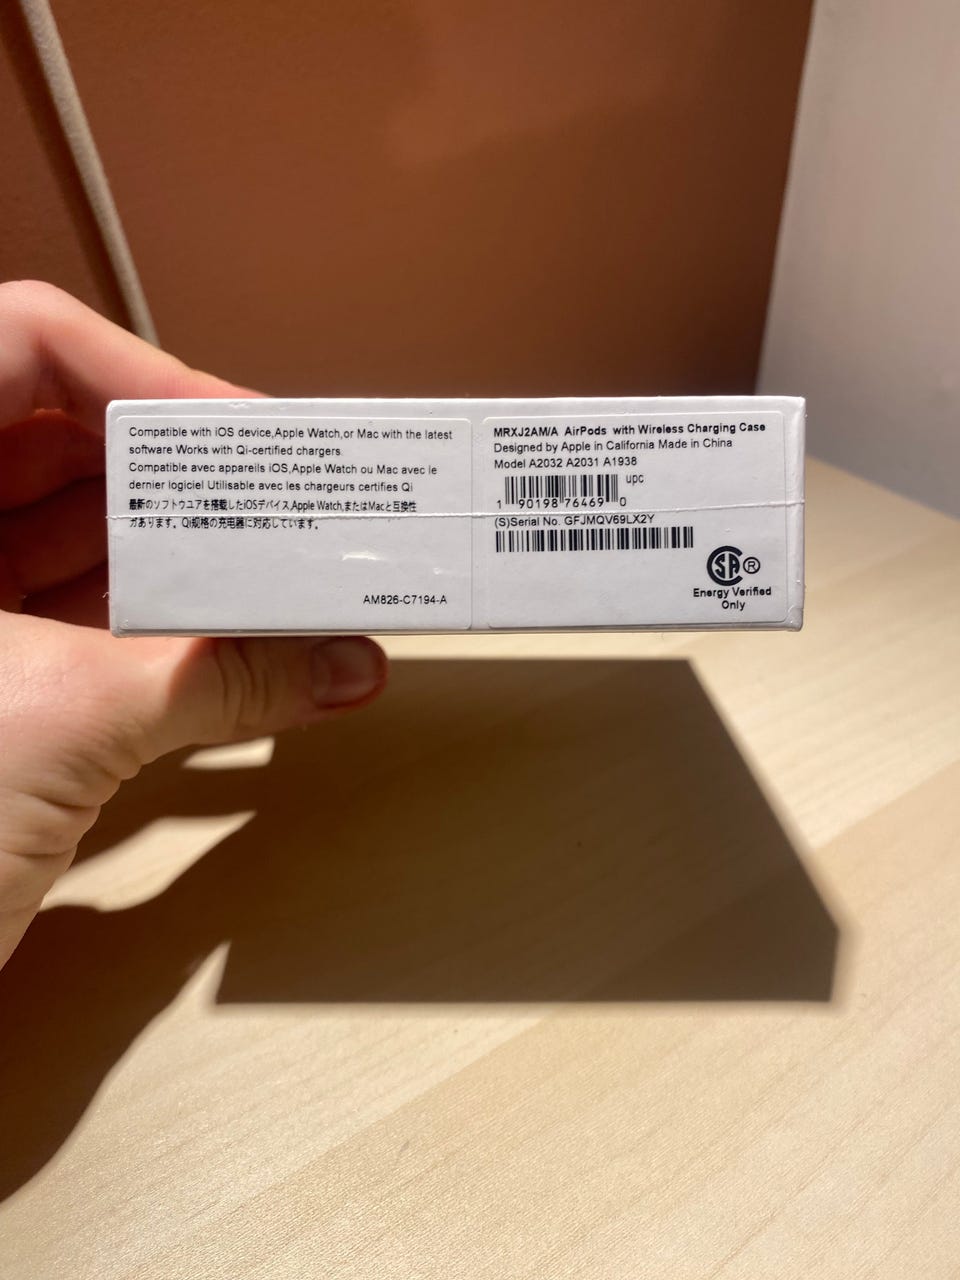 Compatible with iOS device,Apple Watch,or Mac with the latest
software Works with Qi-certified chargers.
Compatible avec appareils iOS,Apple Watch ou Mac avec le
dernier logiciel Utilisable avec les chargeurs certifies Qi
最新のソフトウユアを搭載したiOSデバイス,Apple Watch,またはMacと互換性
があります。Qi规格の充电器に対応しています。
AM826-C7194-A
MRXJ2AM/A AirPods with Wireless Charging Case
Designed by Apple in California Made in China
Model A2032 A2031 A1938
upc
1 90198 76469 0
(S)Serial No. GFJMQV69LX2Y
SA ®
Energy Verified
Only